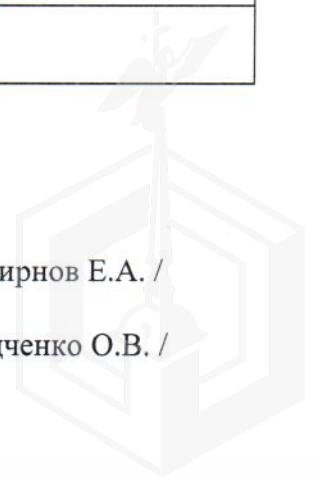 ирнов Е.А. /
дченко О.В. /